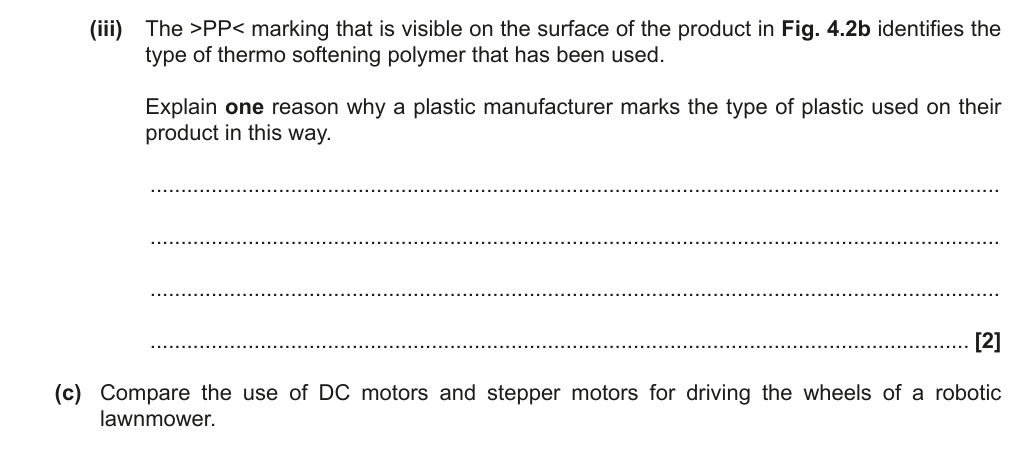 (iii) The >PP< marking that is visible on the surface of the product in Fig. 4.2b identifies the
type of thermo softening polymer that has been used.
Explain one reason why a plastic manufacturer marks the type of plastic used on their
product in this way.
...................................................................................................................................
...................................................................................................................................
...................................................................................................................................
.............................................................................................................................. [2]
(c) Compare the use of DC motors and stepper motors for driving the wheels of a robotic
lawnmower.